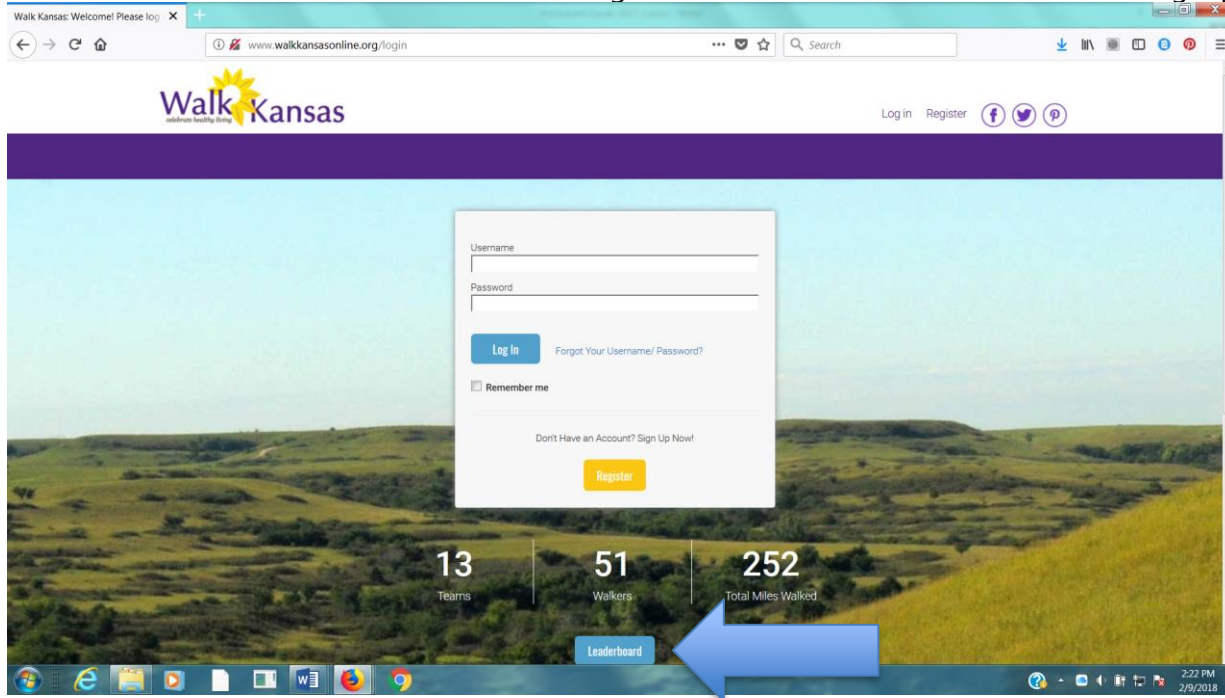 Walk Kansas: Welcome! Please log
www.walkkansasonline.org/login
Search
Walk Kansas
celebrate healthy living
Log in Register
Username
Password
Log In Forgot Your Username/ Password?
Remember me
Don't Have an Account? Sign Up Now!
Register
13 51 252
Teams Walkers Total Miles Walked
Leaderboard
2:22 PM
2/9/2018